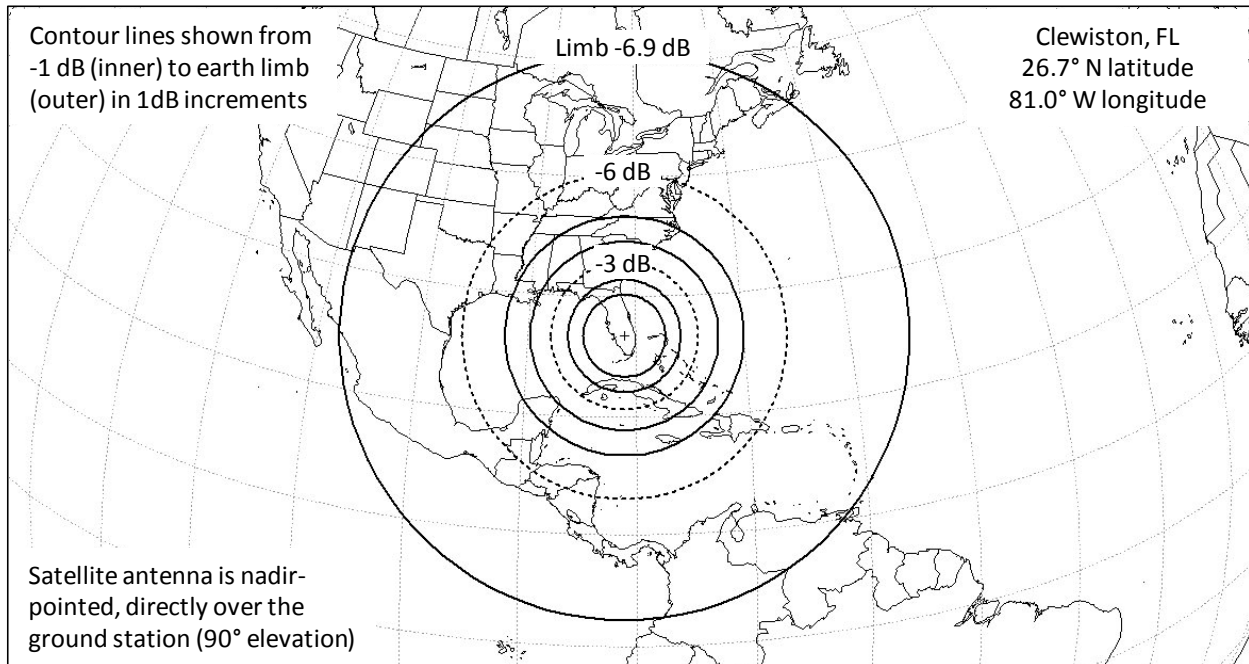 Contour lines shown from
-1 dB (inner) to earth limb
(outer) in 1dB increments
Limb -6.9 dB
Clewiston, FL
26.7° N latitude
81.0° W longitude
-6 dB
-3 dB
Satellite antenna is nadir-
pointed, directly over the
ground station (90° elevation)